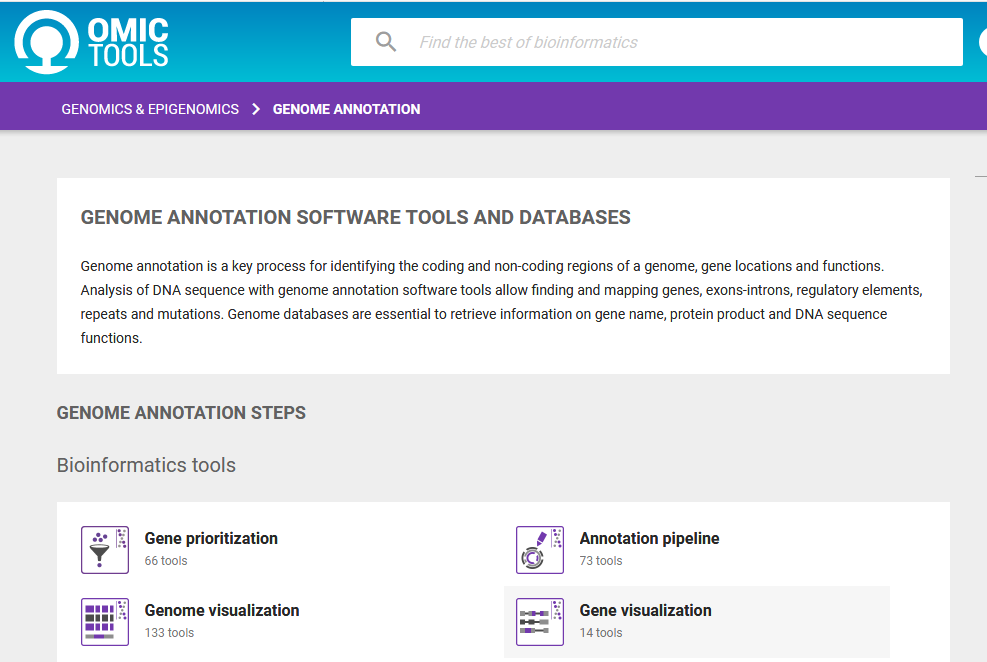 OMIC
TOOLS
Find the best of bioinformatics
GENOMICS & EPIGENOMICS > GENOME ANNOTATION
GENOME ANNOTATION SOFTWARE TOOLS AND DATABASES
Genome annotation is a key process for identifying the coding and non-coding regions of a genome, gene locations and functions.
Analysis of DNA sequence with genome annotation software tools allow finding and mapping genes, exons-introns, regulatory elements,
repeats and mutations. Genome databases are essential to retrieve information on gene name, protein product and DNA sequence
functions.
GENOME ANNOTATION STEPS
Bioinformatics tools
Gene prioritization
66 tools
Annotation pipeline
73 tools
Genome visualization
133 tools
Gene visualization
14 tools